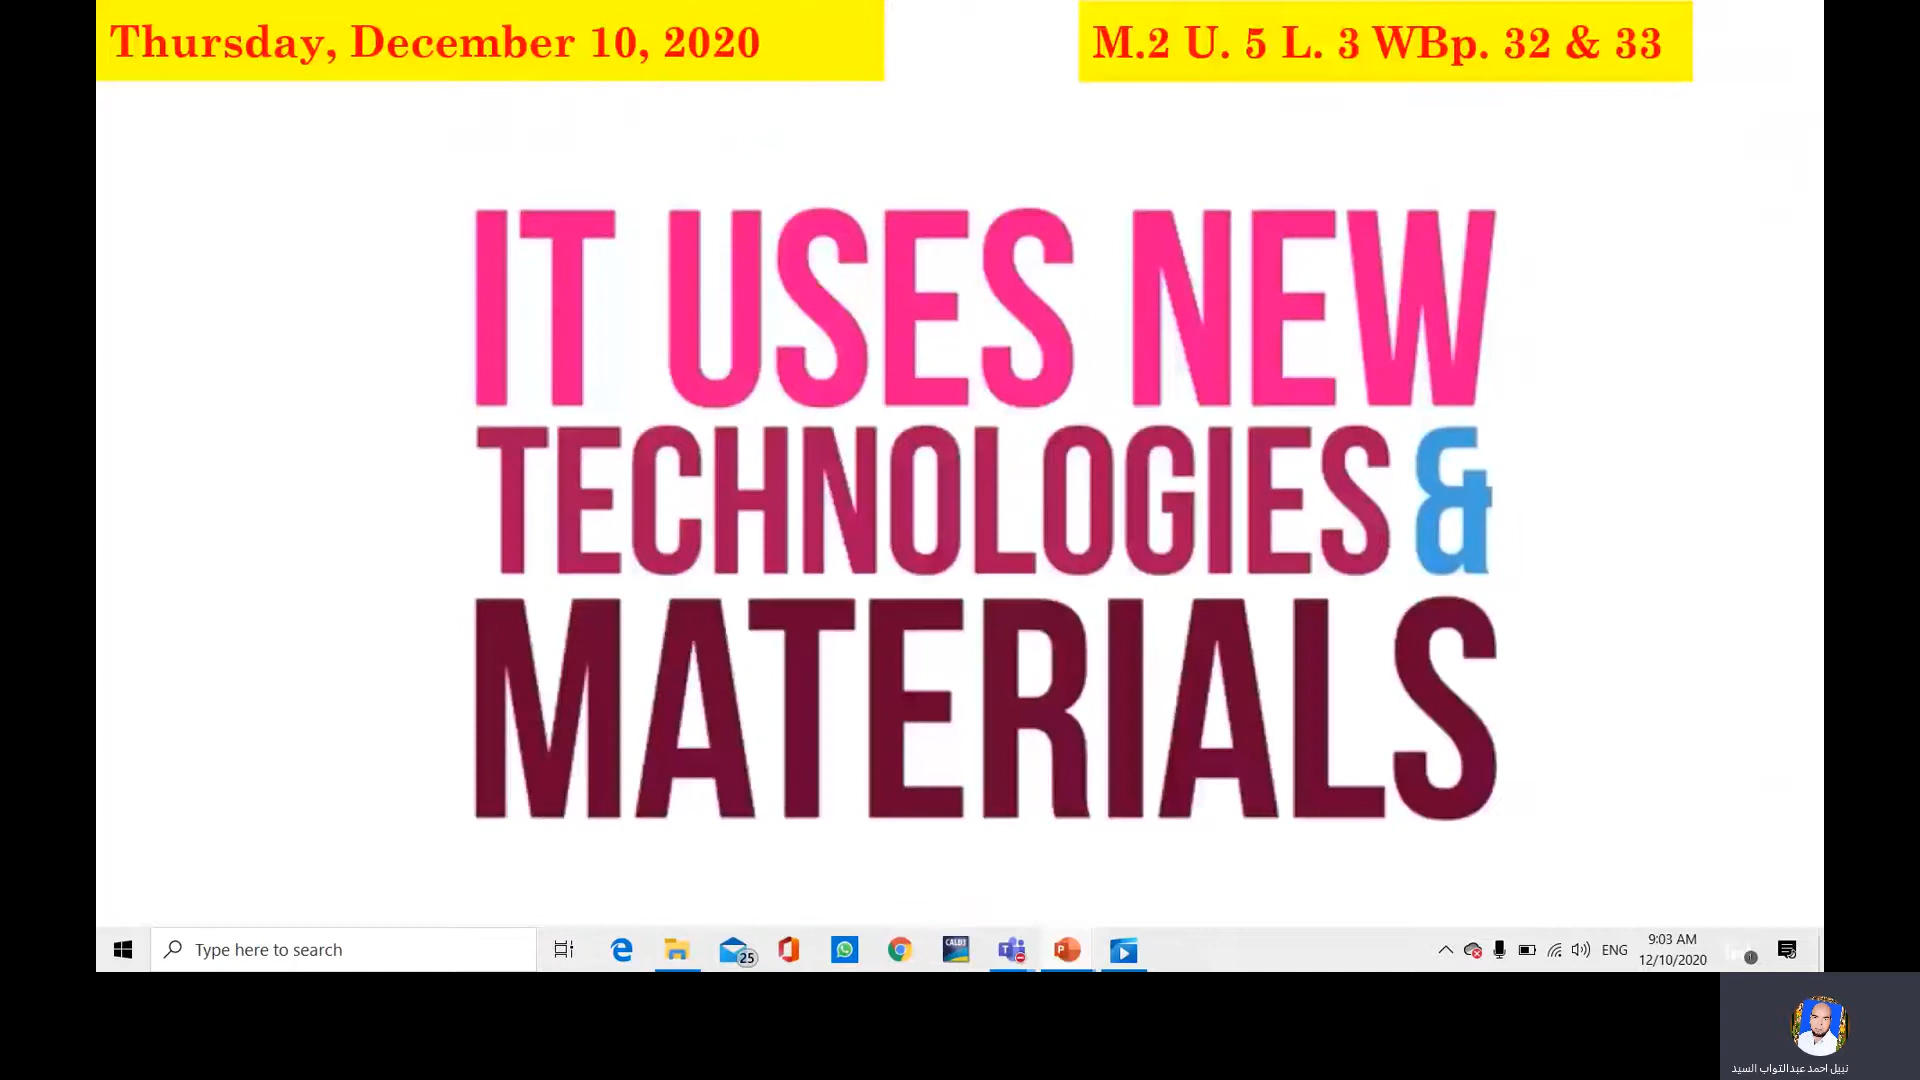 Thursday, December 10, 2020
M.2 U. 5 L. 3 WBp. 32 & 33
IT USES NEW
TECHNOLOGIES &
MATERIALS
Type here to search
25
CALD3
ENG
9:03 AM
12/10/2020
نبيل احمد عبدالتواب السيد